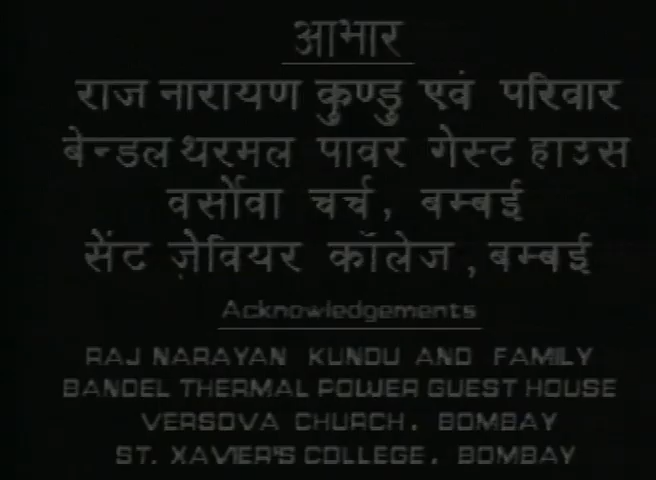 आभार
राज नारायण कुण्डु एवं परिवार
बेन्डल थरमल पावर गेस्ट हाउस
वर्सोवा चर्च, बम्बई
सेंट ज़ेवियर कॉलेज, बम्बई
Acknowledgements
RAJ NARAYAN KUNDU AND FAMILY
BANDEL THERMAL POWER GUEST HOUSE
VERSOVA CHURCH, BOMBAY
ST. XAVIER'S COLLEGE, BOMBAY